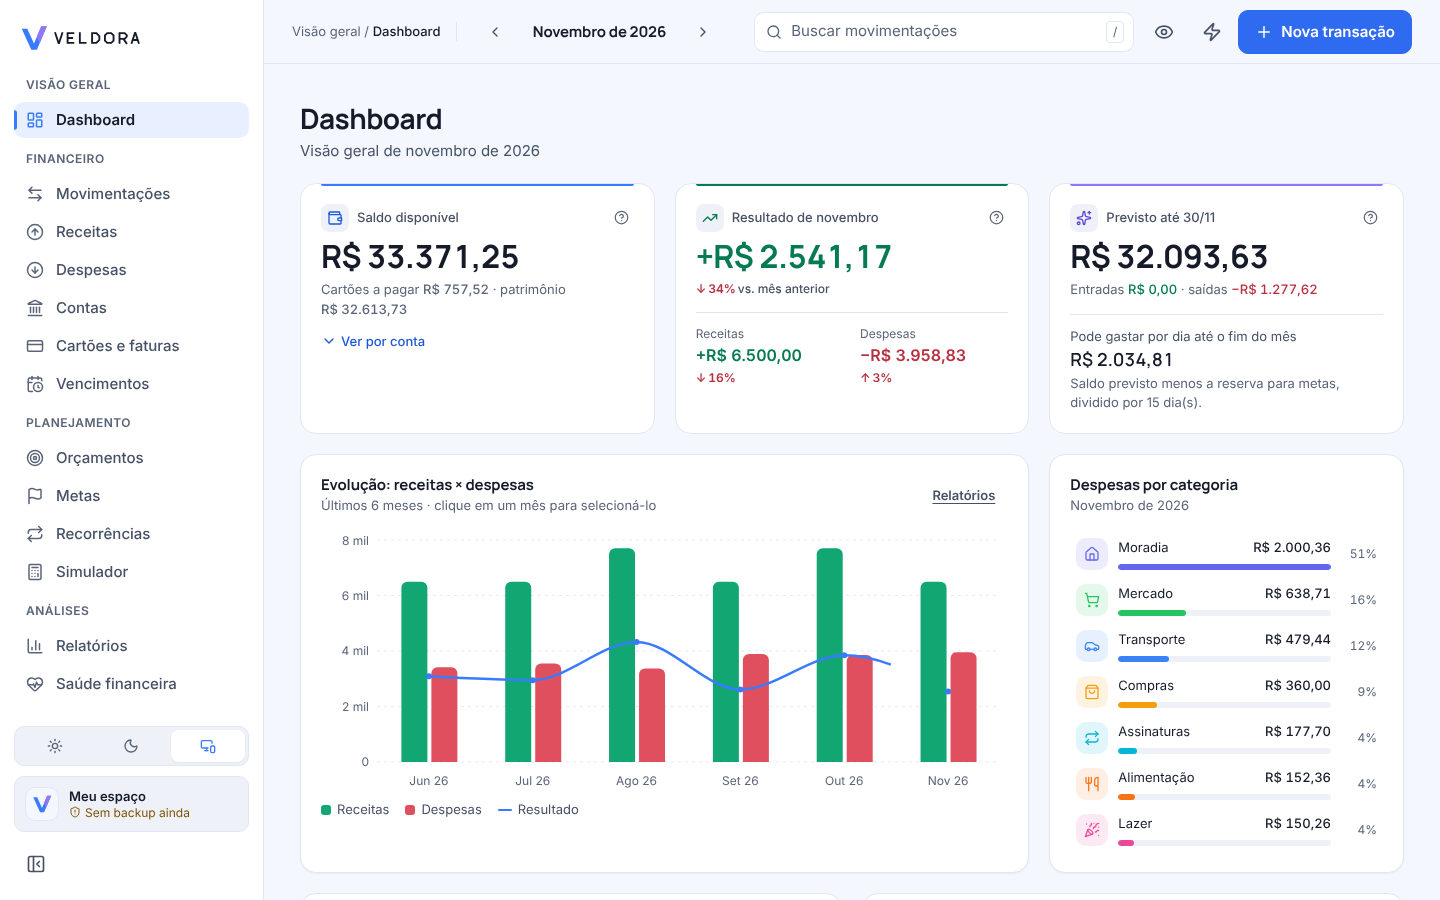 VELDORA
VISÃO GERAL
Dashboard
FINANCEIRO
Movimentações
Receitas
Despesas
Contas
Cartões e faturas
Vencimentos
PLANEJAMENTO
Orçamentos
Metas
Recorrências
Simulador
ANÁLISES
Relatórios
Saúde financeira
Meu espaço
Sem backup ainda
Visão geral / Dashboard
Novembro de 2026
Buscar movimentações
/
Nova transação
Dashboard
Visão geral de novembro de 2026
Saldo disponível
R$ 33.371,25
Cartões a pagar R$ 757,52 · patrimônio
R$ 32.613,73
Ver por conta
Resultado de novembro
+R$ 2.541,17
↓ 34% vs. mês anterior
Receitas
+R$ 6.500,00
↓ 16%
Despesas
−R$ 3.958,83
↑ 3%
Previsto até 30/11
R$ 32.093,63
Entradas R$ 0,00 · saídas −R$ 1.277,62
Pode gastar por dia até o fim do mês
R$ 2.034,81
Saldo previsto menos a reserva para metas,
dividido por 15 dia(s).
Evolução: receitas × despesas
Últimos 6 meses · clique em um mês para selecioná-lo
Relatórios
8 mil
6 mil
4 mil
2 mil
0
Jun 26
Jul 26
Ago 26
Set 26
Out 26
Nov 26
Receitas
Despesas
Resultado
Despesas por categoria
Novembro de 2026
Moradia R$ 2.000,36 51%
Mercado R$ 638,71 16%
Transporte R$ 479,44 12%
Compras R$ 360,00 9%
Assinaturas R$ 177,70 4%
Alimentação R$ 152,36 4%
Lazer R$ 150,26 4%